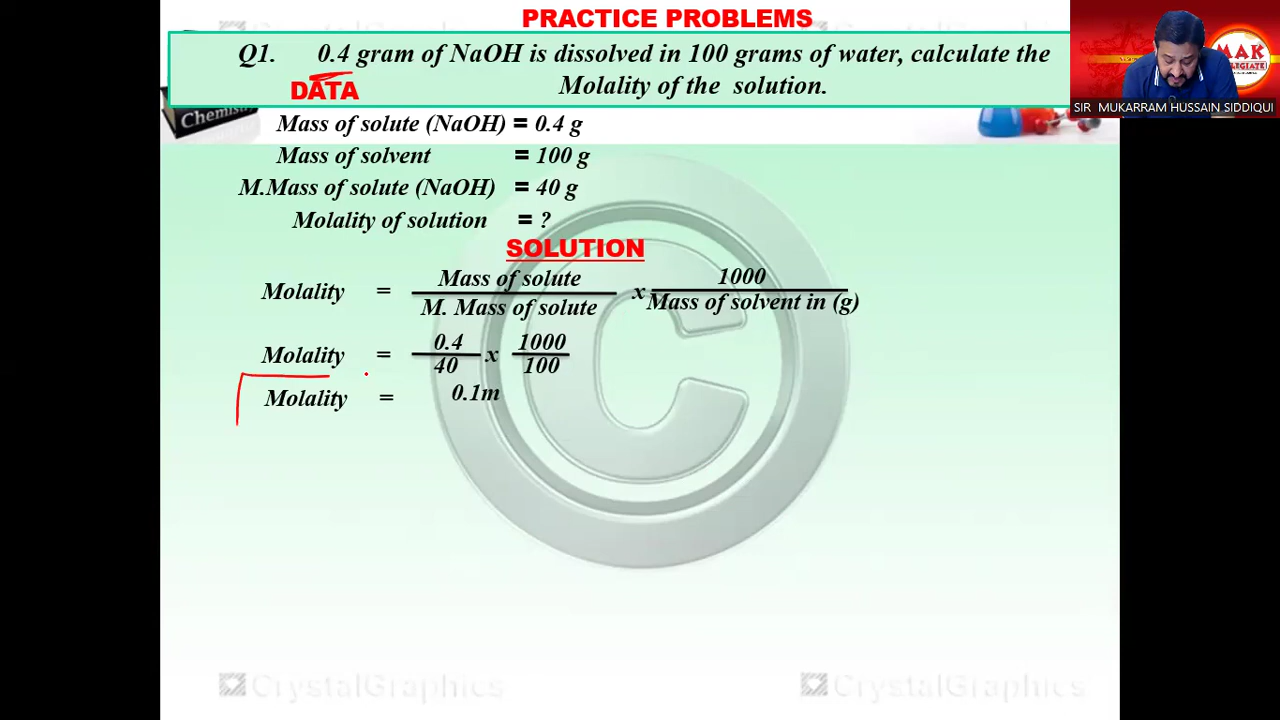 PRACTICE PROBLEMS
Q1. 0.4 gram of NaOH is dissolved in 100 grams of water, calculate the
Molality of the solution.
DATA
Mass of solute (NaOH) = 0.4 g
Mass of solvent = 100 g
M.Mass of solute (NaOH) = 40 g
Molality of solution = ?
SOLUTION
Molality = Mass of solute / M. Mass of solute x 1000 / Mass of solvent in (g)
Molality = 0.4 / 40 x 1000 / 100
Molality = 0.1m
MAK
SIR MUKARRAM HUSSAIN SIDDIQUI
CrystalGraphics
CrystalGraphics